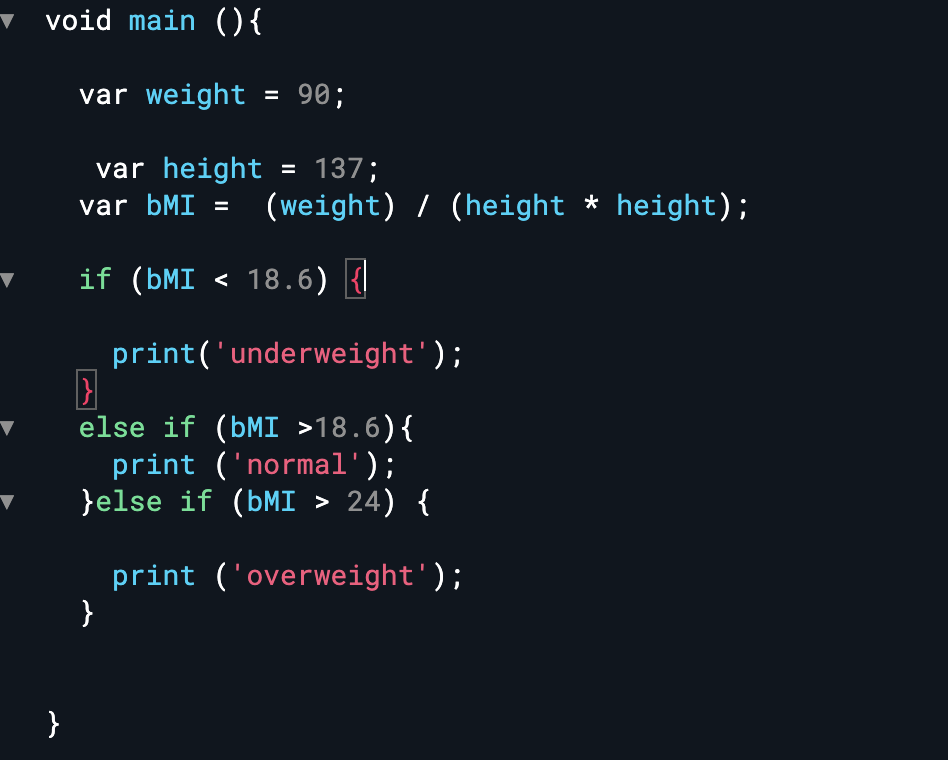 void main (){
var weight = 90;
var height = 137;
var bMI =  (weight) / (height * height);
if (bMI < 18.6) {
print('underweight');
}
else if (bMI >18.6){
print ('normal');
}else if (bMI > 24) {
print ('overweight');
}
}